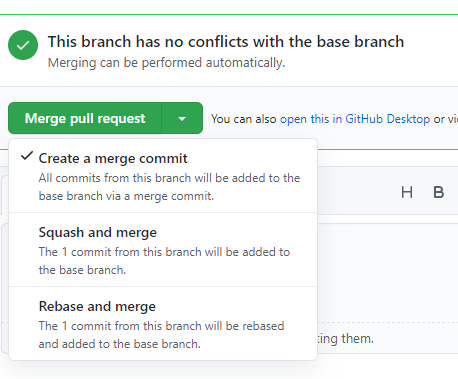 This branch has no conflicts with the base branch
Merging can be performed automatically.
Merge pull request
You can also open this in GitHub Desktop or
Create a merge commit
All commits from this branch will be added to the
base branch via a merge commit.
H B
Squash and merge
The 1 commit from this branch will be added to
the base branch.
Rebase and merge
The 1 commit from this branch will be rebased
and added to the base branch.
them.